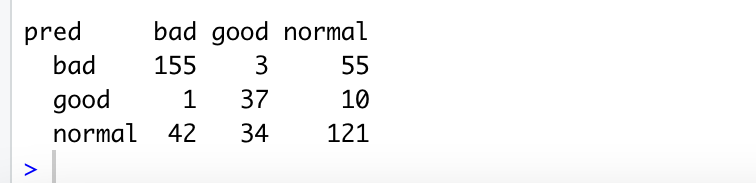 pred bad good normal
bad 155 3 55
good 1 37 10
normal 42 34 121
>